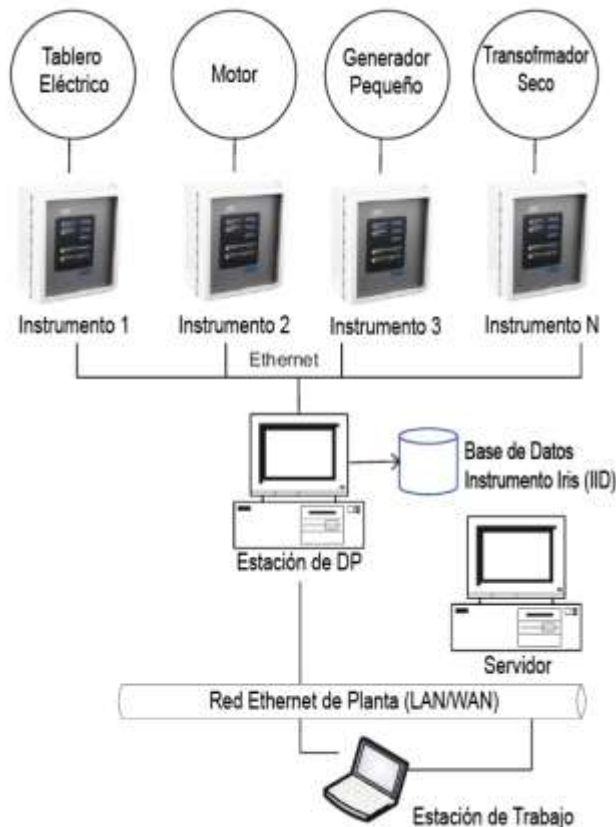 Tablero
Eléctrico
Motor
Generador
Pequeño
Transofrmador
Seco
Instrumento 1
Instrumento 2
Instrumento 3
Instrumento N
Ethernet
Base de Datos
Instrumento Iris (IID)
Estación de DP
Servidor
Red Ethernet de Planta (LAN/WAN)
Estación de Trabajo